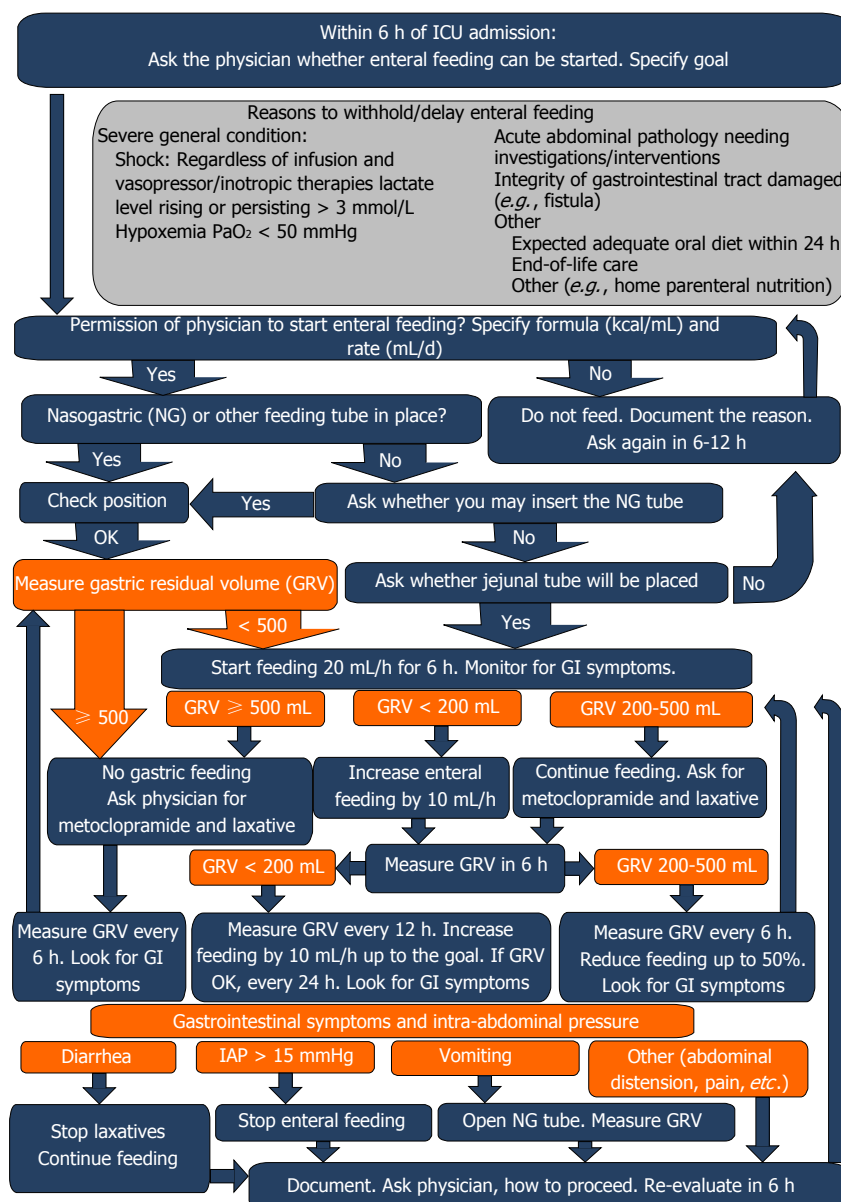 Within 6 h of ICU admission:
Ask the physician whether enteral feeding can be started. Specify goal
Reasons to withhold/delay enteral feeding
Severe general condition:
Shock: Regardless of infusion and
vasopressor/inotropic therapies lactate
level rising or persisting > 3 mmol/L
Hypoxemia PaO₂ < 50 mmHg
Acute abdominal pathology needing
investigations/interventions
Integrity of gastrointestinal tract damaged
(e.g., fistula)
Other
Expected adequate oral diet within 24 h
End-of-life care
Other (e.g., home parenteral nutrition)
Permission of physician to start enteral feeding? Specify formula (kcal/mL) and
rate (mL/d)
Yes
No
Nasogastric (NG) or other feeding tube in place?
Do not feed. Document the reason.
Ask again in 6-12 h
Yes
No
Check position
Yes
Ask whether you may insert the NG tube
OK
No
Measure gastric residual volume (GRV)
Ask whether jejunal tube will be placed
No
< 500
Yes
Start feeding 20 mL/h for 6 h. Monitor for GI symptoms.
≥ 500
GRV ≥ 500 mL
GRV < 200 mL
GRV 200-500 mL
No gastric feeding
Ask physician for
metoclopramide and laxative
Increase enteral
feeding by 10 mL/h
Continue feeding. Ask for
metoclopramide and laxative
GRV < 200 mL
Measure GRV in 6 h
GRV 200-500 mL
Measure GRV every
6 h. Look for GI
symptoms
Measure GRV every 12 h. Increase
feeding by 10 mL/h up to the goal. If GRV
OK, every 24 h. Look for GI symptoms
Measure GRV every 6 h.
Reduce feeding up to 50%.
Look for GI symptoms
Gastrointestinal symptoms and intra-abdominal pressure
Diarrhea
IAP > 15 mmHg
Vomiting
Other (abdominal
distension, pain, etc.)
Stop laxatives
Continue feeding
Stop enteral feeding
Open NG tube. Measure GRV
Document. Ask physician, how to proceed. Re-evaluate in 6 h